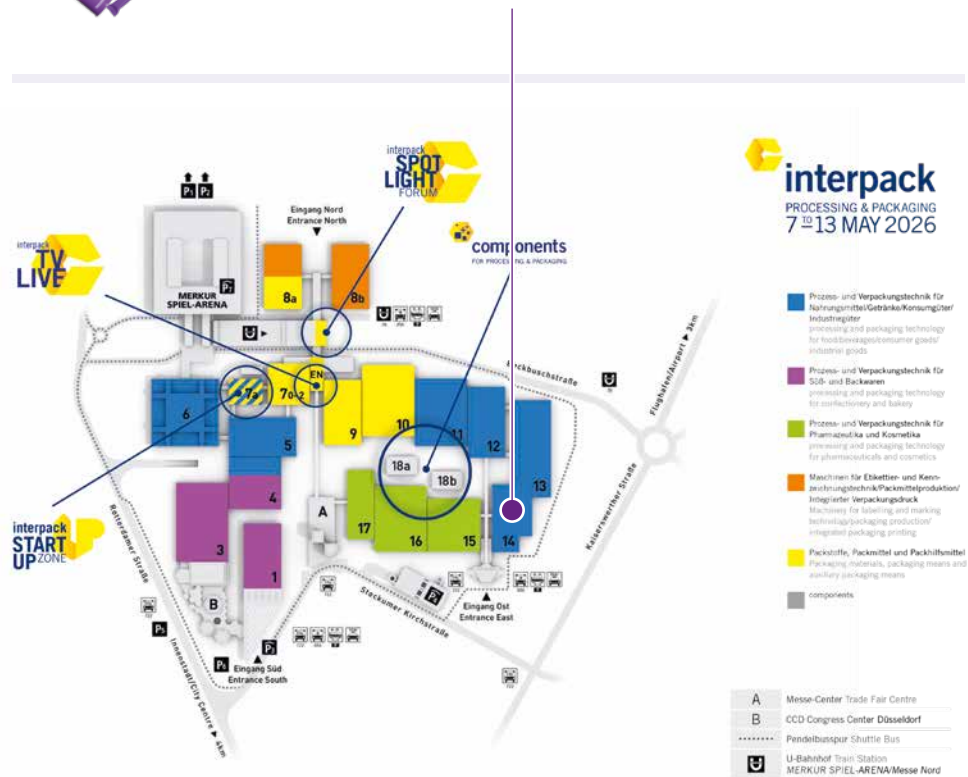 interpack
SPOT
LIGHT
FORUM
P1 P2
Eingang Nord
Entrance North
interpack
TV
LIVE
components
FOR PROCESSING & PACKAGING
MERKUR
SPIEL-ARENA
8a
8b
EN
7a
70-2
6
5
9
10
11
12
13
4
3
1
18a
18b
A
17
16
15
14
B
interpack
START
UP ZONE
Rotterdamer Straße
Innenstadt/City Centre ▶ 4km
Stockumer Kirchstraße
Kaiserswerther Straße
Flughafen/Airport ▶ 3km
Eingang Ost
Entrance East
P5
Eingang Süd
Entrance South
interpack
PROCESSING & PACKAGING
7 TO 13 MAY 2026
Prozess- und Verpackungstechnik für
Nahrungsmittel/Getränke/Konsumgüter/
Industriegüter
processing and packaging technology
for food/beverages/consumer goods/
industrial goods
Prozess- und Verpackungstechnik für
Süß- und Backwaren
processing and packaging technology
for confectionery and bakery
Prozess- und Verpackungstechnik für
Pharmazeutika und Kosmetika
processing and packaging technology
for pharmaceuticals and cosmetics
Maschinen für Etikettier- und Kenn-
zeichnungstechnik/Packmittelproduktion/
Integrierter Verpackungsdruck
Machinery for labelling and marking
technology/packaging production/
integrated packaging printing
Packstoffe, Packmittel und Packhilfsmittel
Packaging materials, packaging means and
auxiliary packaging means
components
A Messe-Center Trade Fair Centre
B CCD Congress Center Düsseldorf
Pendelbusspur Shuttle Bus
U U-Bahnhof Train Station
MERKUR SPIEL-ARENA/Messe Nord